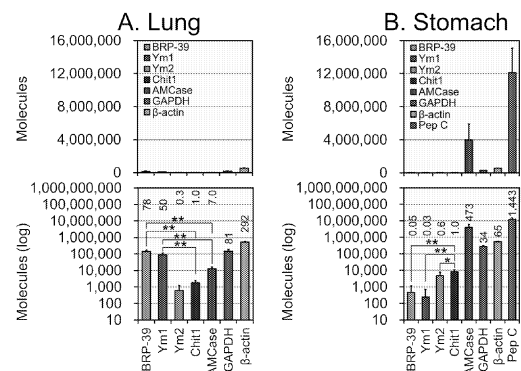 A. Lung
B. Stomach
Molecules
16,000,000
12,000,000
8,000,000
4,000,000
0
BRP-39
Ym1
Ym2
Chit1
AMCase
GAPDH
β-actin
Molecules
16,000,000
12,000,000
8,000,000
4,000,000
0
BRP-39
Ym1
Ym2
Chit1
AMCase
GAPDH
β-actin
Pep C
Molecules (log)
1,000,000,000
100,000,000
10,000,000
1,000,000
100,000
10,000
1,000
100
10
78
50
0.3
1.0
7.0
81
292
**
**
**
**
BRP-39
Ym1
Ym2
Chit1
AMCase
GAPDH
β-actin
Molecules (log)
1,000,000,000
100,000,000
10,000,000
1,000,000
100,000
10,000
1,000
100
10
0.05
0.03
0.6
1.0
473
34
65
1,443
**
**
*
BRP-39
Ym1
Ym2
Chit1
AMCase
GAPDH
β-actin
Pep C